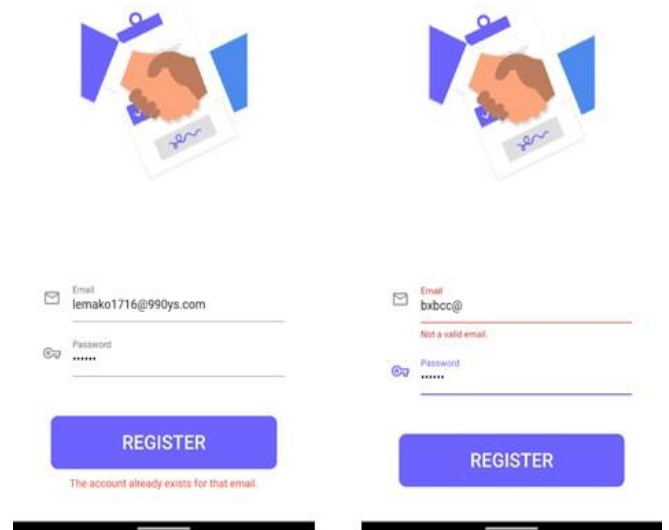 Email
lemako1716@990ys.com
Password
••••••
REGISTER
The account already exists for that email.
Email
bxbcc@
Not a valid email.
Password
••••••
REGISTER